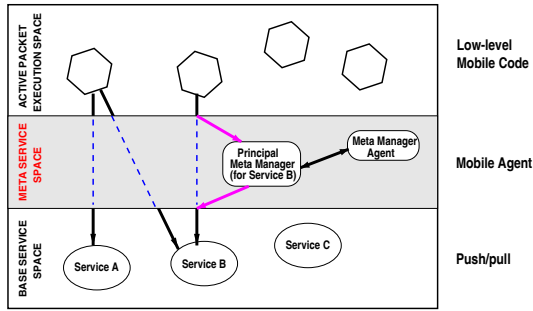 ACTIVE PACKET
EXECUTION SPACE
Low-level
Mobile Code
META SERVICE
SPACE
Principal
Meta Manager
(for Service B)
Meta Manager
Agent
Mobile Agent
BASE SERVICE
SPACE
Service A
Service B
Service C
Push/pull